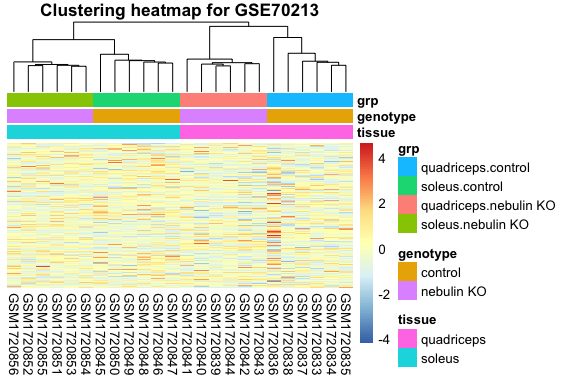 Clustering heatmap for GSE70213
grp
genotype
tissue
4
2
0
-2
-4
grp
quadriceps.control
soleus.control
quadriceps.nebulin KO
soleus.nebulin KO
genotype
control
nebulin KO
tissue
quadriceps
soleus
GSM1720856
GSM1720852
GSM1720855
GSM1720851
GSM1720853
GSM1720854
GSM1720845
GSM1720850
GSM1720849
GSM1720848
GSM1720846
GSM1720847
GSM1720841
GSM1720840
GSM1720839
GSM1720844
GSM1720842
GSM1720843
GSM1720836
GSM1720838
GSM1720837
GSM1720833
GSM1720834
GSM1720835